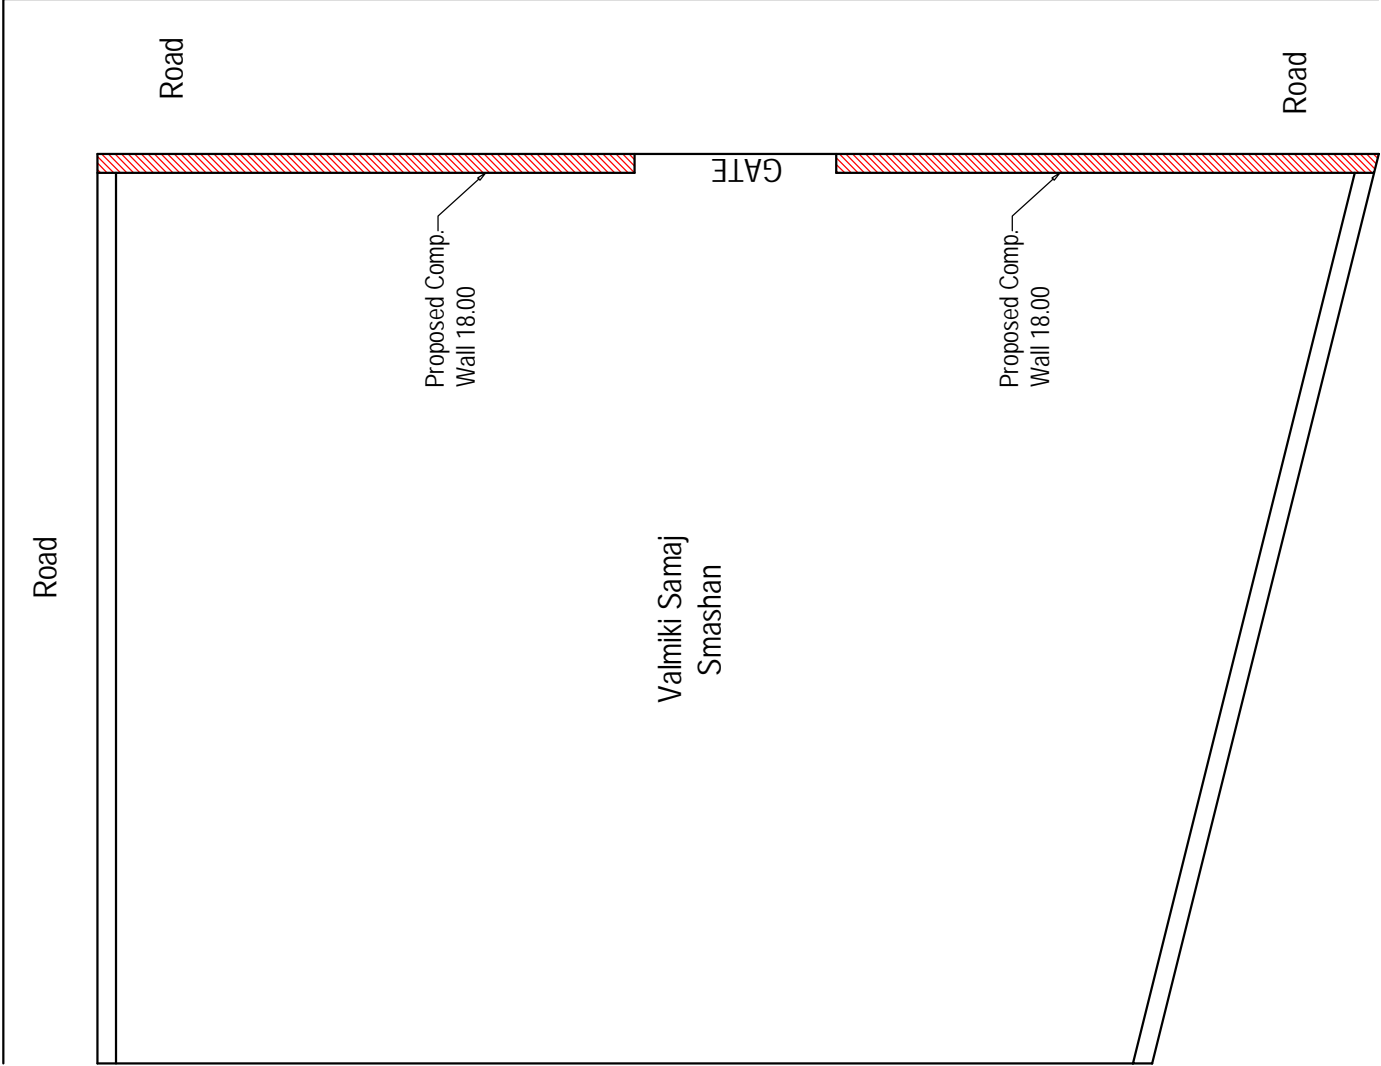 Road
Road
Road
GATE
Proposed Comp.
Wall 18.00
Proposed Comp.
Wall 18.00
Valmiki Samaj
Smashan